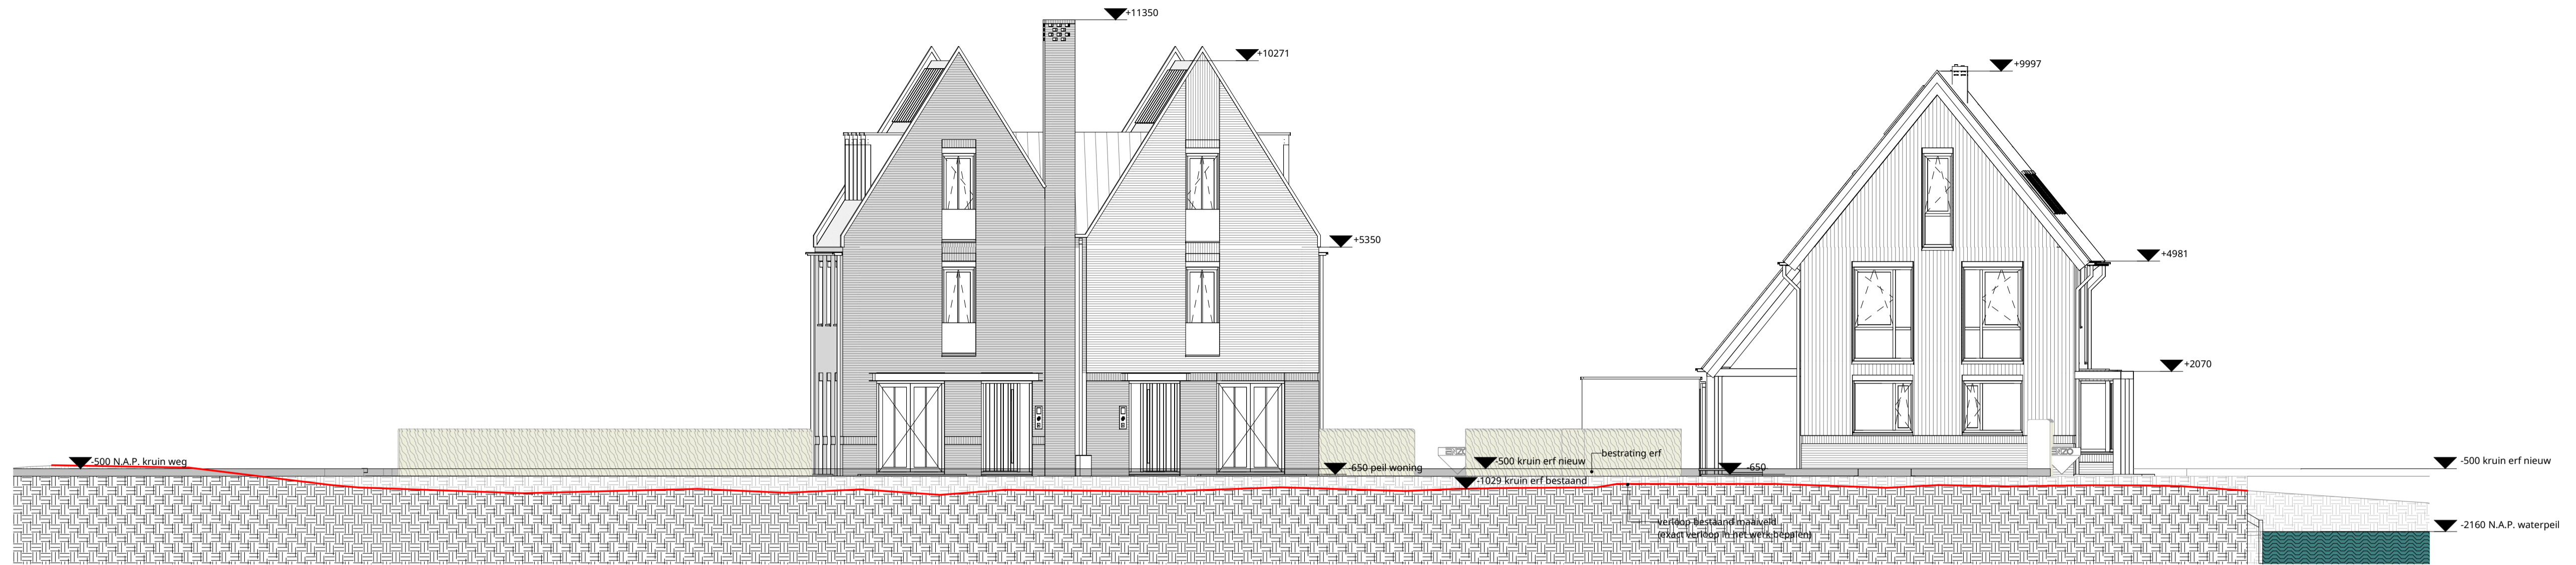 +11350
+10271
+9997
+5350
+4981
+2070
-500 N.A.P. kruin weg
-650 peil woning
-500 kruin erf nieuw
bestrating erf
-650
-500 kruin erf nieuw
-1029 kruin erf bestaand
verloop bestaand maaiveld
(exact verloop in het werk bepalen)
-2160 N.A.P. waterpeil